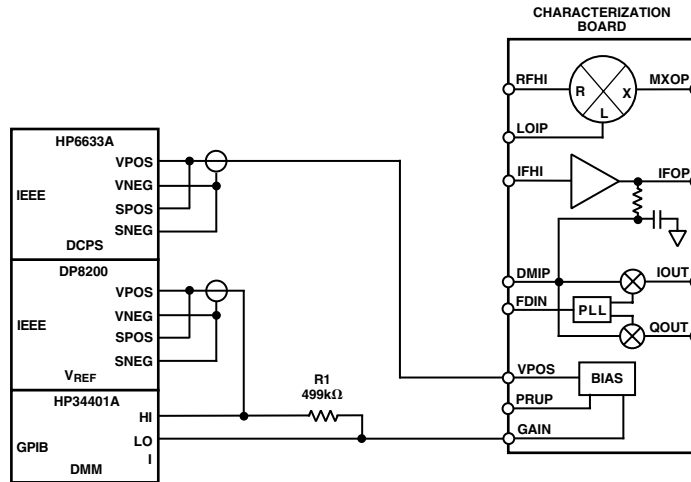 CHARACTERIZATION
BOARD
RFHI
R
X
L
MXOP
LOIP
IFHI
IFOP
DMIP
IOUT
FDIN
PLL
QOUT
VPOS
BIAS
PRUP
GAIN
HP6633A
VPOS
VNEG
IEEE
SPOS
SNEG
DCPS
DP8200
VPOS
VNEG
IEEE
SPOS
SNEG
VREF
HP34401A
HI
GPIB
LO
I
DMM
R1
499kΩ